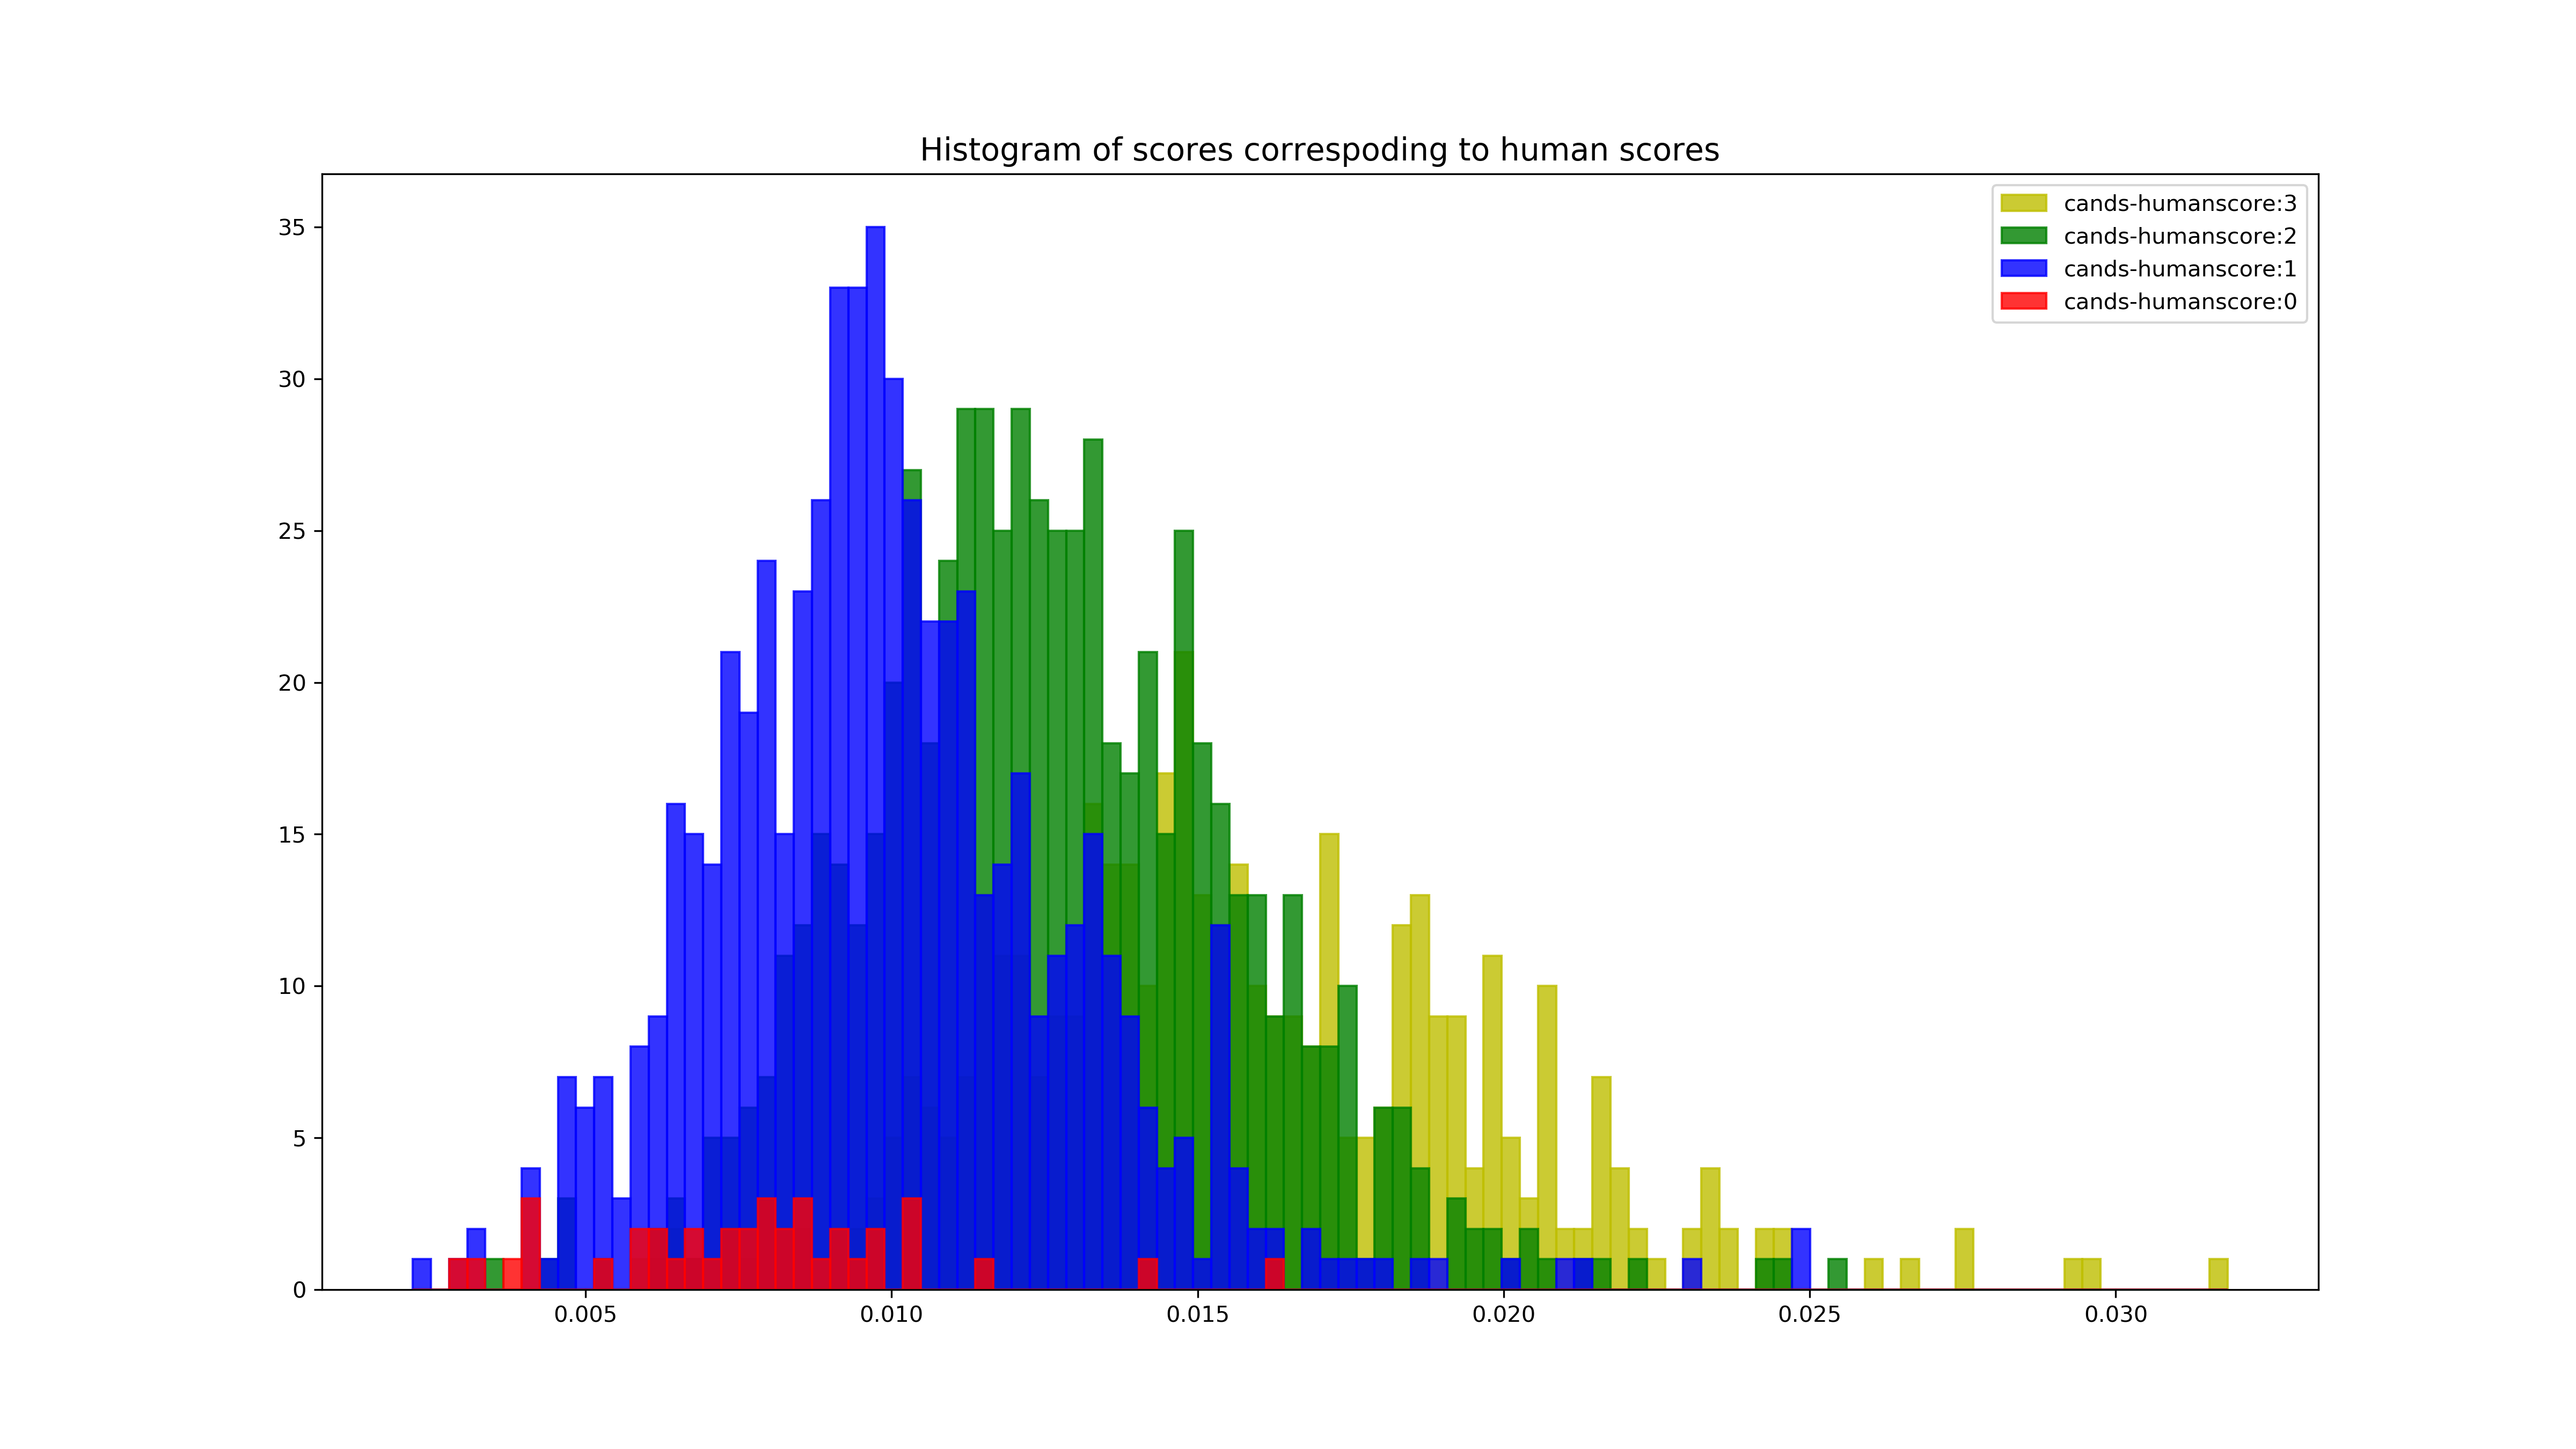 Histogram of scores correspoding to human scores
cands-humanscore:3
cands-humanscore:2
cands-humanscore:1
cands-humanscore:0
35
30
25
20
15
10
5
0
0.005 0.010 0.015 0.020 0.025 0.030